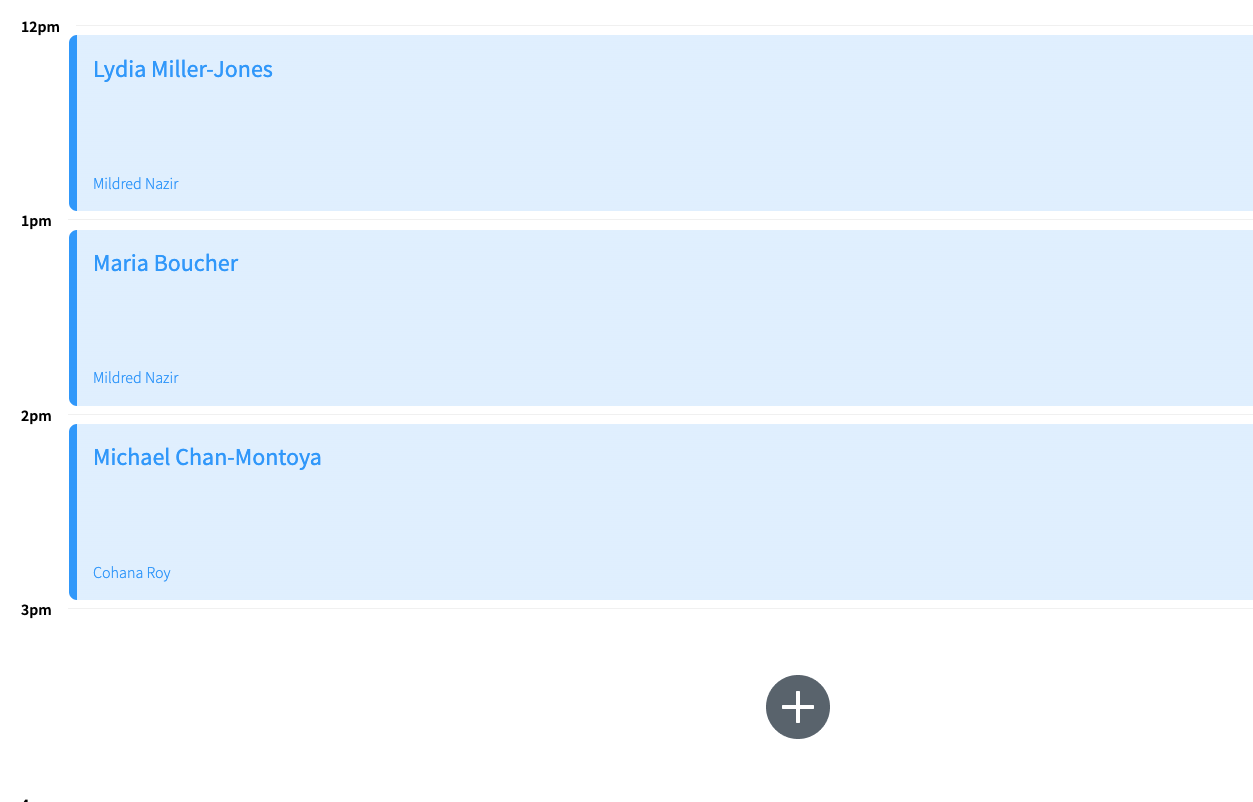 12pm
Lydia Miller-Jones
Mildred Nazir
1pm
Maria Boucher
Mildred Nazir
2pm
Michael Chan-Montoya
Cohana Roy
3pm